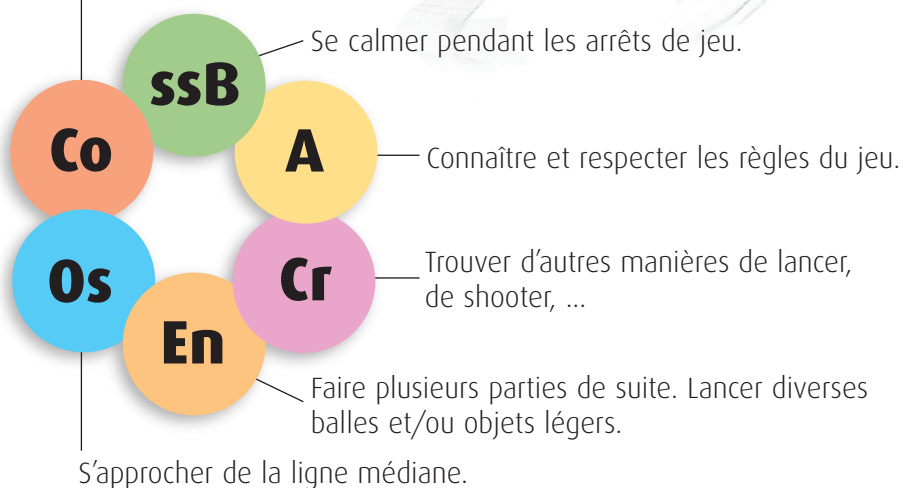 ssB
Se calmer pendant les arrêts de jeu.
Co
A
Connaître et respecter les règles du jeu.
Os
Cr
Trouver d'autres manières de lancer,
de shooter, ...
En
Faire plusieurs parties de suite. Lancer diverses
balles et/ou objets légers.
S'approcher de la ligne médiane.